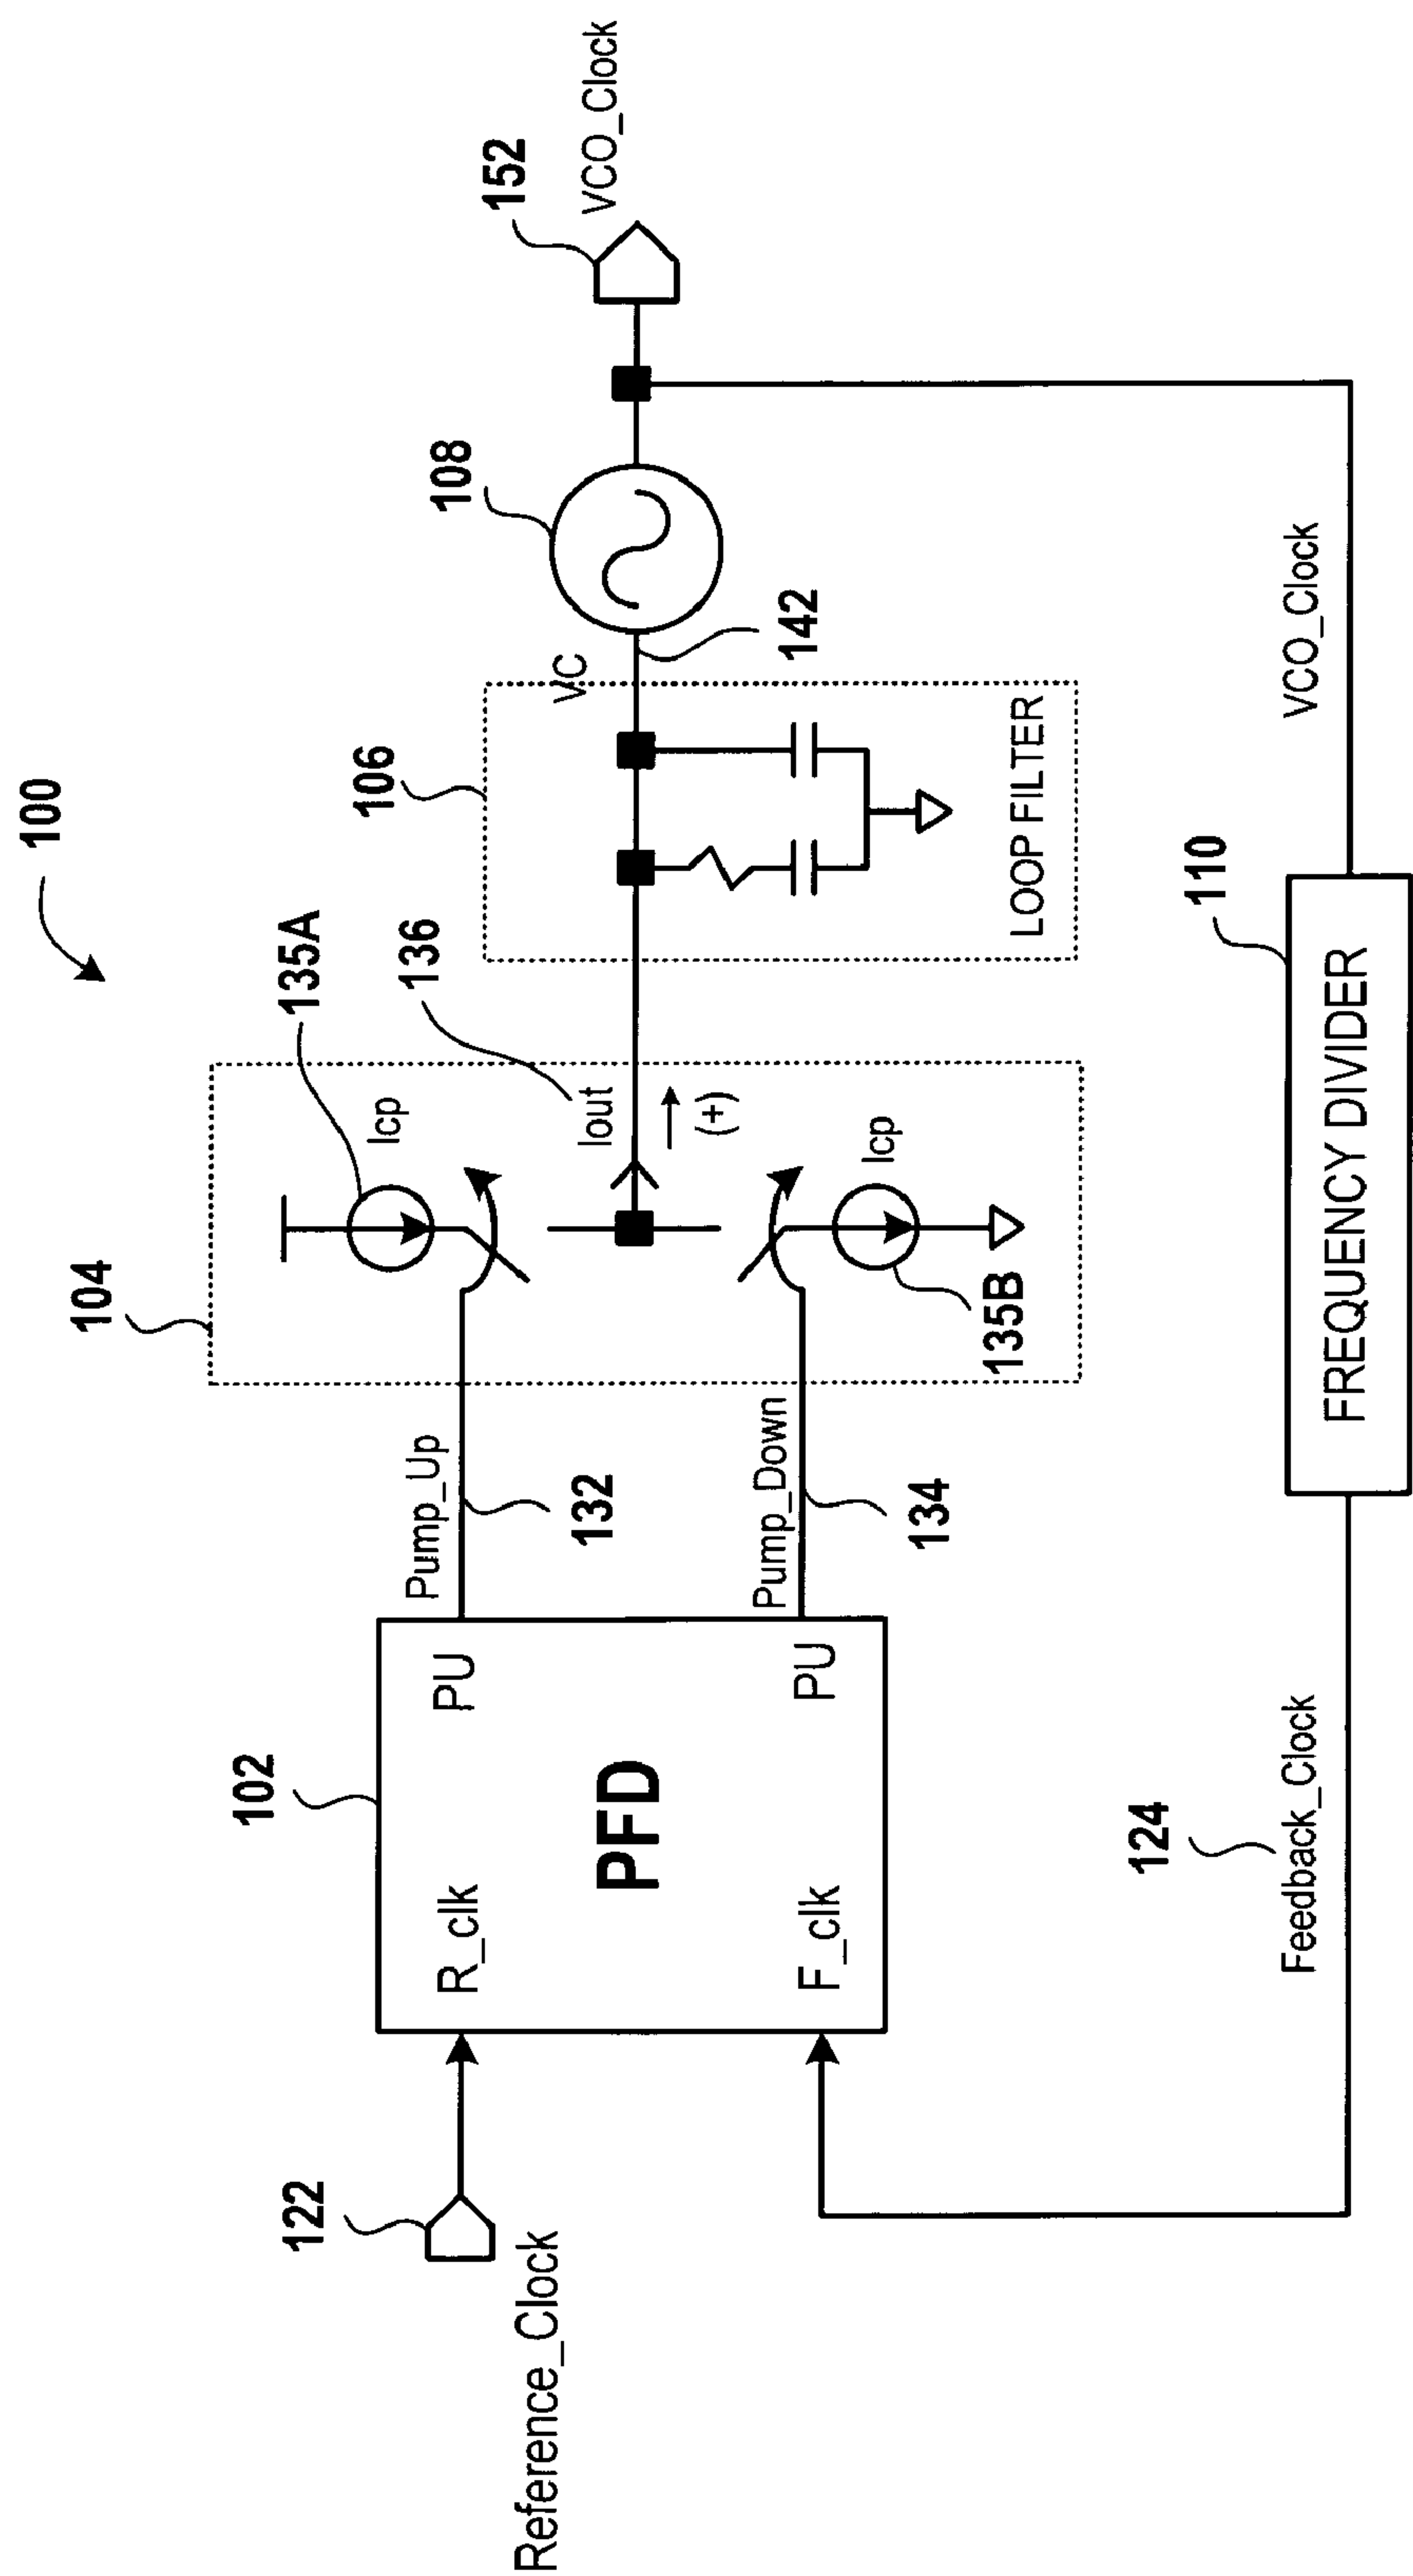 100
104
135A
Icp
136
Iout
(+)
Icp
135B
106
VC
142
LOOP FILTER
108
152
VCO_Clock
102
R_clk
PU
PFD
F_clk
PU
Pump_Up
132
Pump_Down
134
122
Reference_Clock
124
Feedback_Clock
110
FREQUENCY DIVIDER
VCO_Clock